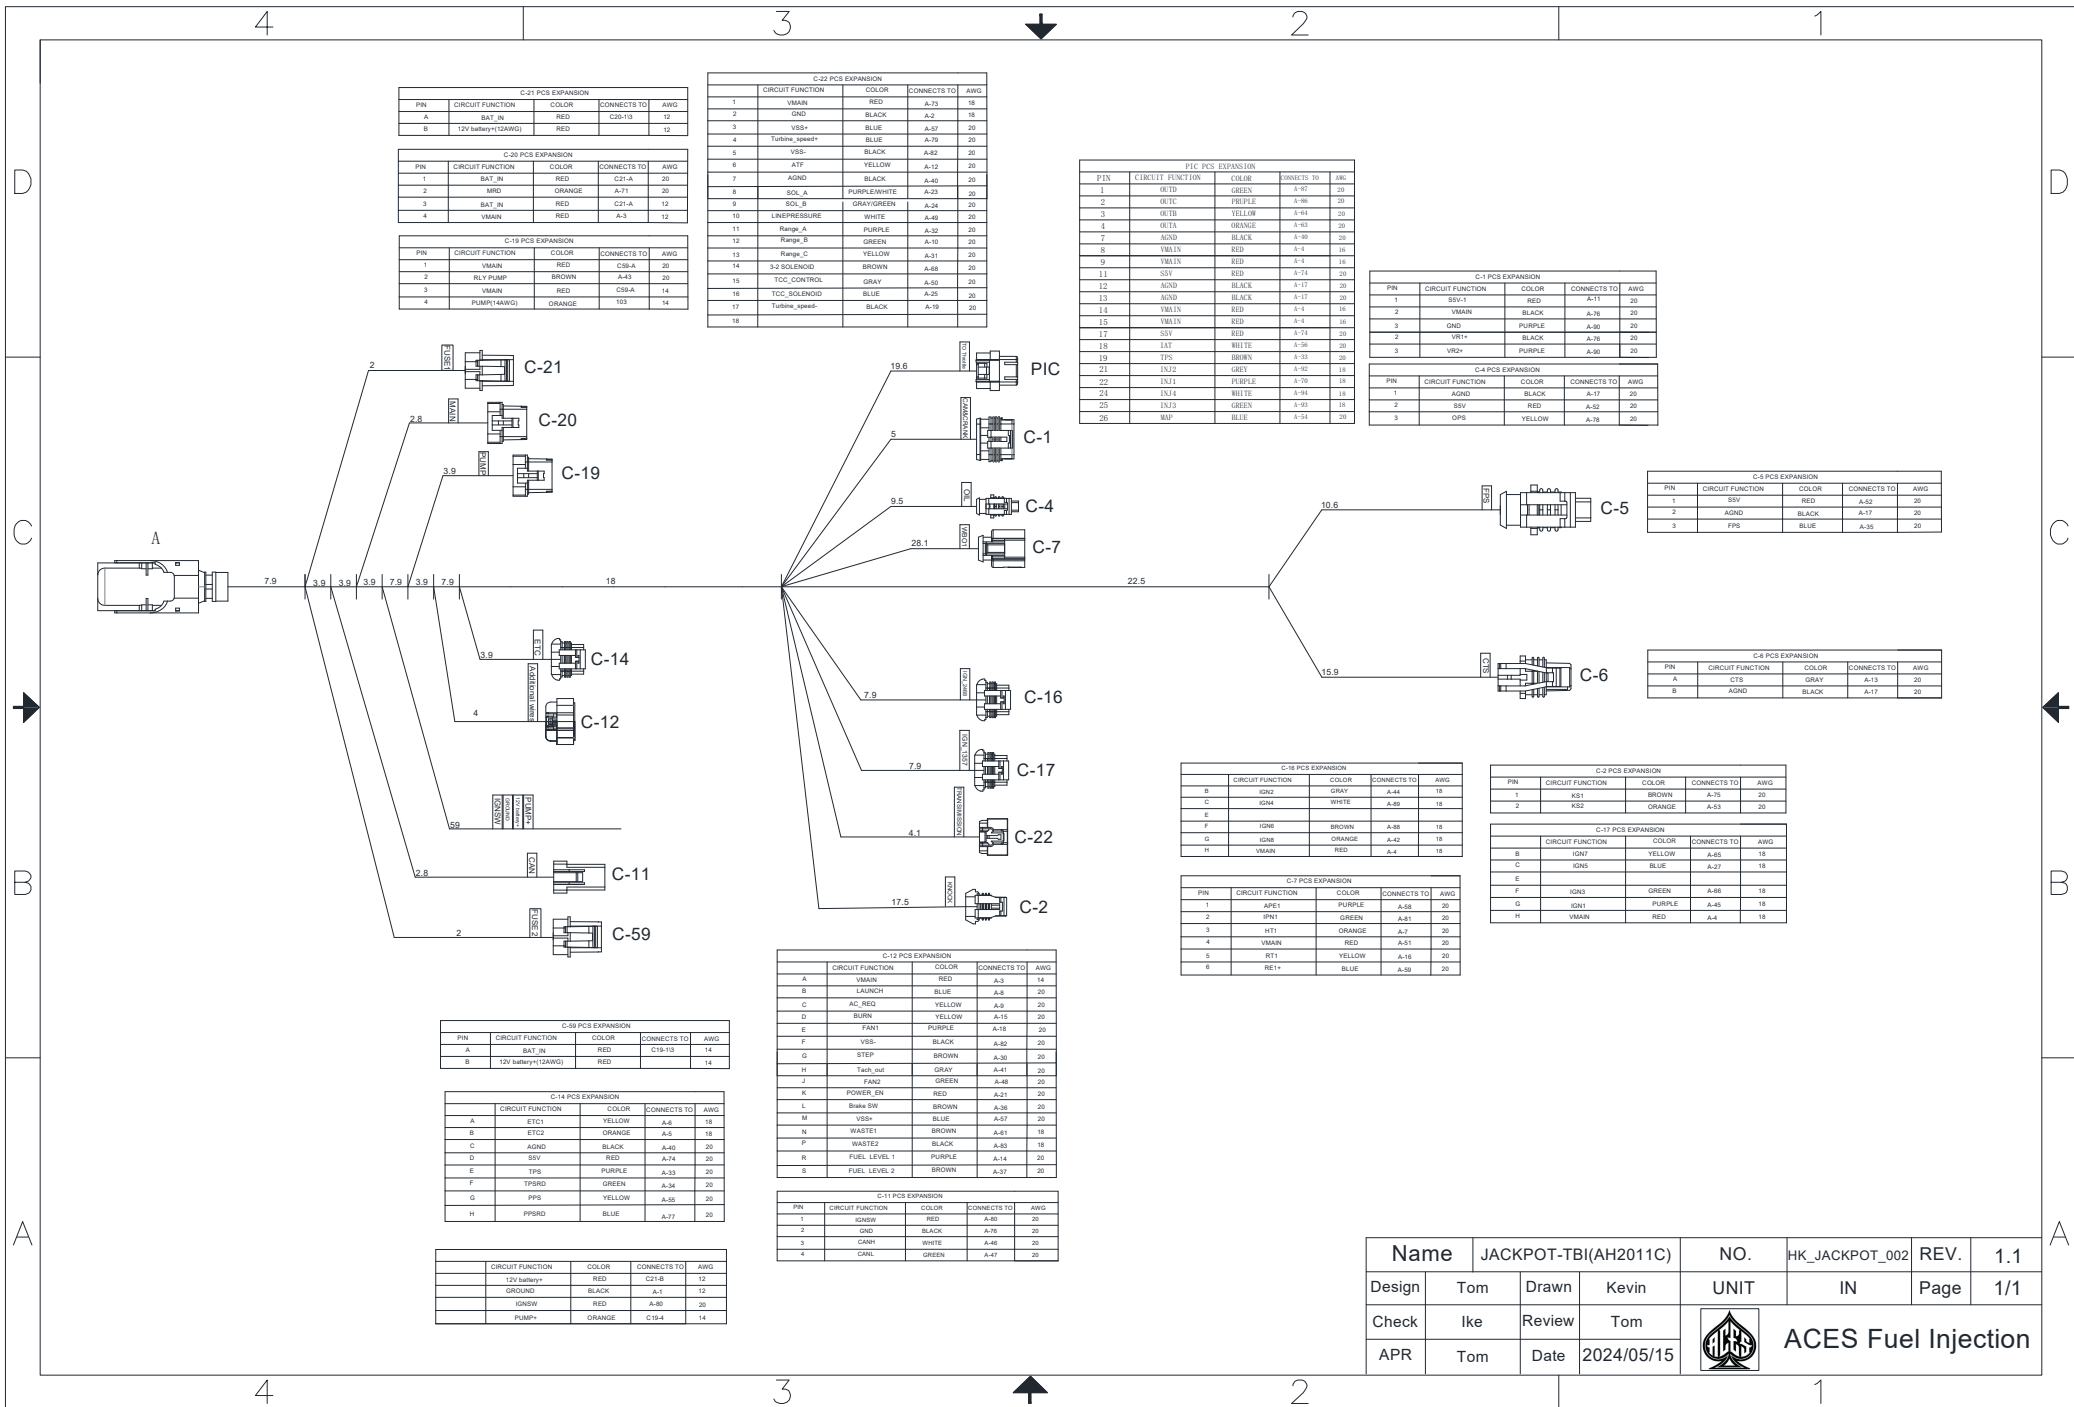 4 3 2 1
D
C
B
A
D
C
B
A
C-21 PCS EXPANSION
PIN CIRCUIT FUNCTION COLOR CONNECTS TO AWG
A BAT_IN RED C20-1\3 12
B 12V battery+(12AWG) RED 12
C-20 PCS EXPANSION
PIN CIRCUIT FUNCTION COLOR CONNECTS TO AWG
1 BAT_IN RED C21-A 20
2 MRD ORANGE A-71 20
3 BAT_IN RED C21-A 12
4 VMAIN RED A-3 12
C-19 PCS EXPANSION
PIN CIRCUIT FUNCTION COLOR CONNECTS TO AWG
1 VMAIN RED C59-A 20
2 RLY PUMP BROWN A-43 20
3 VMAIN RED C59-A 14
4 PUMP(14AWG) ORANGE 103 14
C-22 PCS EXPANSION
CIRCUIT FUNCTION COLOR CONNECTS TO AWG
1 VMAIN RED A-73 18
2 GND BLACK A-2 18
3 VSS+ BLUE A-57 20
4 Turbine_speed+ BLUE A-79 20
5 VSS- BLACK A-82 20
6 ATF YELLOW A-12 20
7 AGND BLACK A-40 20
8 SOL_A PURPLE/WHITE A-23 20
9 SOL_B GRAY/GREEN A-24 20
10 LINEPRESSURE WHITE A-49 20
11 Range_A PURPLE A-32 20
12 Range_B GREEN A-10 20
13 Range_C YELLOW A-31 20
14 3-2 SOLENOID BROWN A-68 20
15 TCC_CONTROL GRAY A-50 20
16 TCC_SOLENOID BLUE A-25 20
17 Turbine_speed- BLACK A-19 20
18
PIC PCS EXPANSION
PIN CIRCUIT FUNCTION COLOR CONNECTS TO AWG
1 OUTD GREEN A-87 20
2 OUTC PRUPLE A-86 20
3 OUTB YELLOW A-64 20
4 OUTA ORANGE A-63 20
7 AGND BLACK A-40 20
8 VMAIN RED A-4 16
9 VMAIN RED A-4 16
11 S5V RED A-74 20
12 AGND BLACK A-17 20
13 AGND BLACK A-17 20
14 VMAIN RED A-4 16
15 VMAIN RED A-4 16
17 S5V RED A-74 20
18 IAT WHITE A-56 20
19 TPS BROWN A-33 20
21 INJ2 GREY A-92 18
22 INJ1 PURPLE A-70 18
24 INJ4 WHITE A-94 18
25 INJ3 GREEN A-93 18
26 MAP BLUE A-54 20
C-1 PCS EXPANSION
PIN CIRCUIT FUNCTION COLOR CONNECTS TO AWG
1 S5V-1 RED A-11 20
2 VMAIN BLACK A-76 20
3 GND PURPLE A-90 20
2 VR1+ BLACK A-76 20
3 VR2+ PURPLE A-90 20
C-4 PCS EXPANSION
PIN CIRCUIT FUNCTION COLOR CONNECTS TO AWG
1 AGND BLACK A-17 20
2 S5V RED A-52 20
3 OPS YELLOW A-78 20
C-5 PCS EXPANSION
PIN CIRCUIT FUNCTION COLOR CONNECTS TO AWG
1 S5V RED A-52 20
2 AGND BLACK A-17 20
3 FPS BLUE A-35 20
C-6 PCS EXPANSION
PIN CIRCUIT FUNCTION COLOR CONNECTS TO AWG
A CTS GRAY A-13 20
B AGND BLACK A-17 20
A
7.9 3.9 3.9 3.9 7.9 3.9 7.9 18 22.5
2 FUSE1 C-21
2.8 MAIN C-20
3.9 PUMP C-19
3.9 ETC C-14
4 Additional wires C-12
59 IGNSW GROUND 12V battery+ PUMP+
2.8 CAN C-11
2 FUSE 2 C-59
19.6 TO Throttle PIC
5 CAM&CRANK C-1
9.5 OIL C-4
28.1 WBO1 C-7
7.9 IGN_2468 C-16
7.9 IGN_1357 C-17
4.1 TRANSMISSION C-22
17.5 KNOCK C-2
10.6 FPS C-5
15.9 CTS C-6
C-16 PCS EXPANSION
CIRCUIT FUNCTION COLOR CONNECTS TO AWG
B IGN2 GRAY A-44 18
C IGN4 WHITE A-89 18
E
F IGN6 BROWN A-88 18
G IGN8 ORANGE A-42 18
H VMAIN RED A-4 18
C-2 PCS EXPANSION
PIN CIRCUIT FUNCTION COLOR CONNECTS TO AWG
1 KS1 BROWN A-75 20
2 KS2 ORANGE A-53 20
C-17 PCS EXPANSION
CIRCUIT FUNCTION COLOR CONNECTS TO AWG
B IGN7 YELLOW A-65 18
C IGN5 BLUE A-27 18
E
F IGN3 GREEN A-66 18
G IGN1 PURPLE A-45 18
H VMAIN RED A-4 18
C-7 PCS EXPANSION
PIN CIRCUIT FUNCTION COLOR CONNECTS TO AWG
1 APE1 PURPLE A-58 20
2 IPN1 GREEN A-81 20
3 HT1 ORANGE A-7 20
4 VMAIN RED A-51 20
5 RT1 YELLOW A-16 20
6 RE1+ BLUE A-59 20
C-12 PCS EXPANSION
CIRCUIT FUNCTION COLOR CONNECTS TO AWG
A VMAIN RED A-3 14
B LAUNCH BLUE A-8 20
C AC_REQ YELLOW A-9 20
D BURN YELLOW A-15 20
E FAN1 PURPLE A-18 20
F VSS- BLACK A-82 20
G STEP BROWN A-30 20
H Tach_out GRAY A-41 20
J FAN2 GREEN A-48 20
K POWER_EN RED A-21 20
L Brake SW BROWN A-36 20
M VSS+ BLUE A-57 20
N WASTE1 BROWN A-61 18
P WASTE2 BLACK A-83 18
R FUEL LEVEL 1 PURPLE A-14 20
S FUEL LEVEL 2 BROWN A-37 20
C-11 PCS EXPANSION
PIN CIRCUIT FUNCTION COLOR CONNECTS TO AWG
1 IGNSW RED A-80 20
2 GND BLACK A-76 20
3 CANH WHITE A-46 20
4 CANL GREEN A-47 20
C-59 PCS EXPANSION
PIN CIRCUIT FUNCTION COLOR CONNECTS TO AWG
A BAT_IN RED C19-1\3 14
B 12V battery+(12AWG) RED 14
C-14 PCS EXPANSION
CIRCUIT FUNCTION COLOR CONNECTS TO AWG
A ETC1 YELLOW A-6 18
B ETC2 ORANGE A-5 18
C AGND BLACK A-40 20
D S5V RED A-74 20
E TPS PURPLE A-33 20
F TPSRD GREEN A-34 20
G PPS YELLOW A-55 20
H PPSRD BLUE A-77 20
CIRCUIT FUNCTION COLOR CONNECTS TO AWG
12V battery+ RED C21-B 12
GROUND BLACK A-1 12
IGNSW RED A-80 20
PUMP+ ORANGE C19-4 14
Name JACKPOT-TBI(AH2011C) NO. HK_JACKPOT_002 REV. 1.1
Design Tom Drawn Kevin UNIT IN Page 1/1
Check Ike Review Tom
APR Tom Date 2024/05/15
ACES
ACES Fuel Injection
4 3 2 1